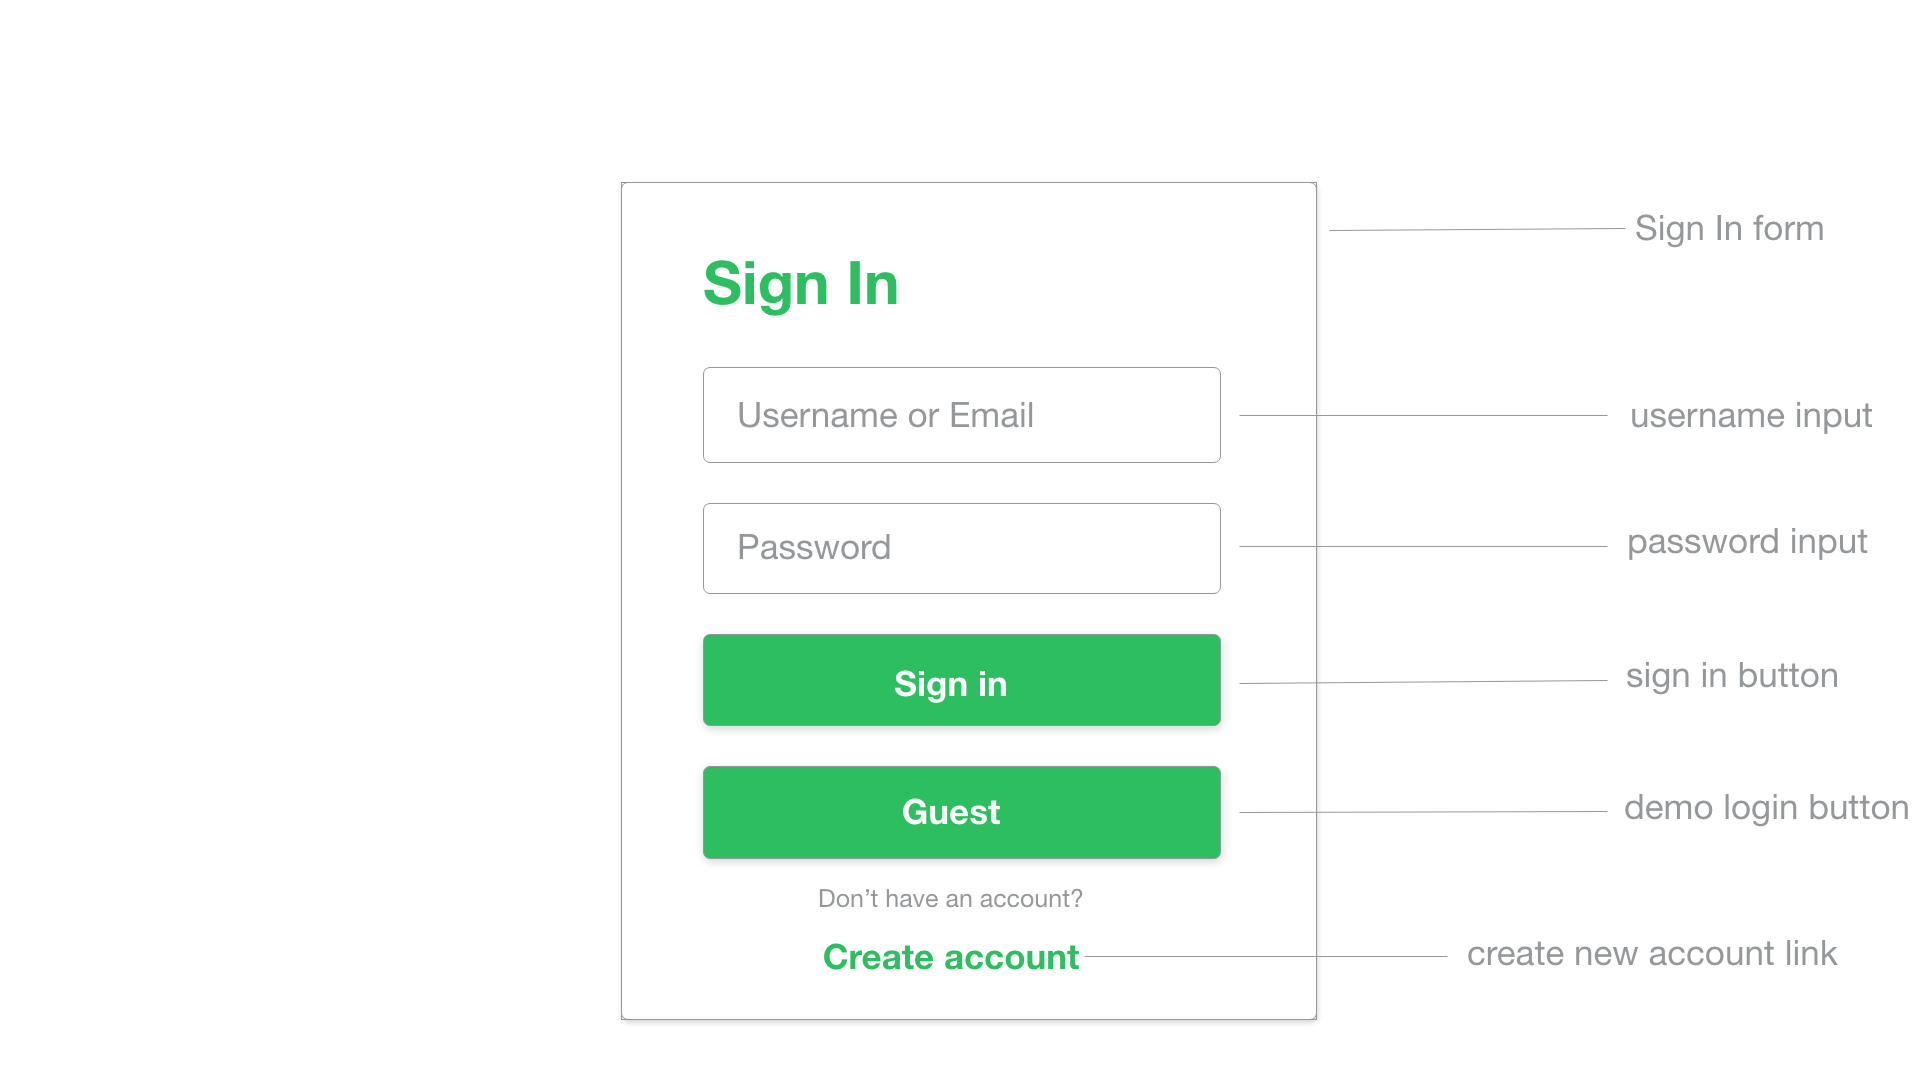 Sign In form
Sign In
Username or Email
username input
Password
password input
Sign in
sign in button
Guest
demo login button
Don’t have an account?
Create account
create new account link